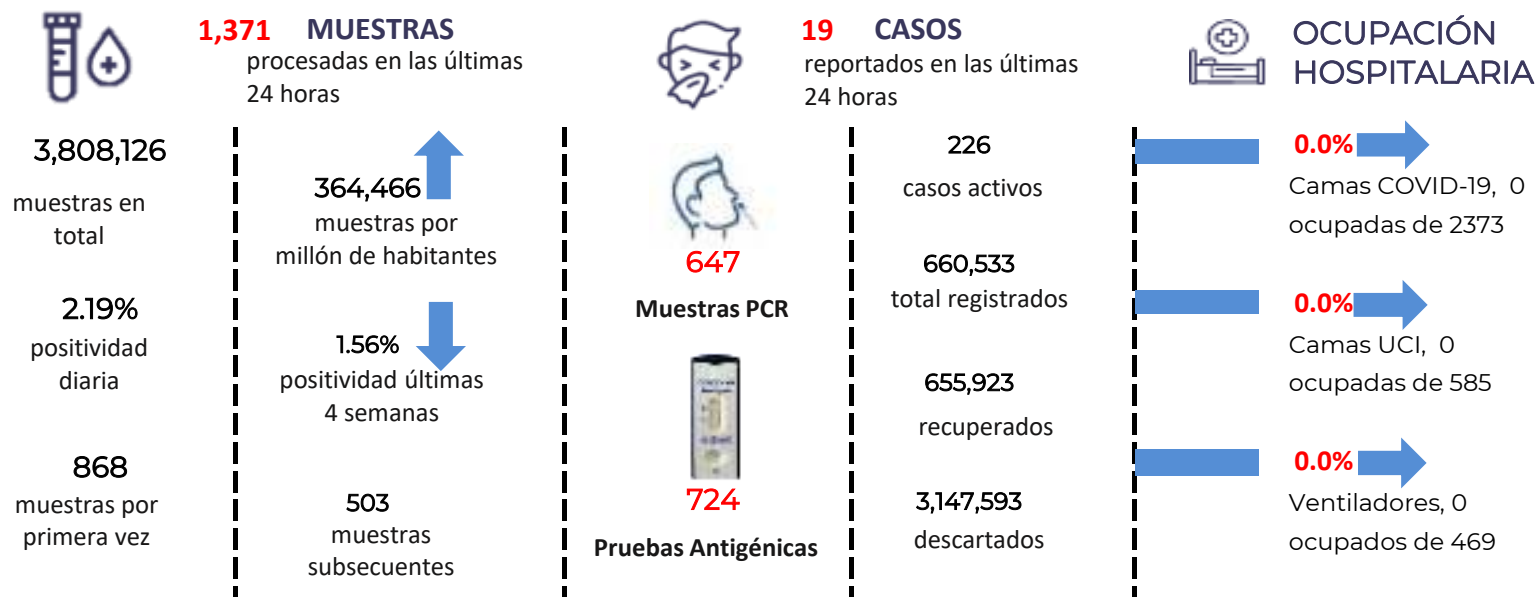 1,371 MUESTRAS
procesadas en las últimas
24 horas
19 CASOS
reportados en las últimas
24 horas
OCUPACIÓN
HOSPITALARIA
3,808,126
muestras en
total
2.19%
positividad
diaria
868
muestras por
primera vez
364,466
muestras por
millón de habitantes
1.56%
positividad últimas
4 semanas
503
muestras
subsecuentes
647
Muestras PCR
724
Pruebas Antigénicas
226
casos activos
660,533
total registrados
655,923
recuperados
3,147,593
descartados
0.0%
Camas COVID-19, 0
ocupadas de 2373
0.0%
Camas UCI, 0
ocupadas de 585
0.0%
Ventiladores, 0
ocupados de 469